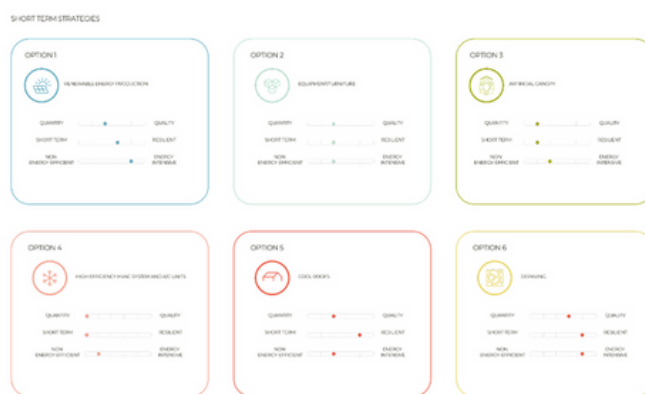 SHORT TERM STRATEGIES
OPTION 1
RENEWABLE ENERGY PRODUCTION
QUANTITY QUALITY
SHORT TERM RESILIENT
NON ENERGY
ENERGY EFFICIENT INTENSIVE
OPTION 2
EQUIPMENT/FURNITURE
QUANTITY QUALITY
SHORT TERM RESILIENT
NON ENERGY
ENERGY EFFICIENT INTENSIVE
OPTION 3
ARTIFICIAL CANOPY
QUANTITY QUALITY
SHORT TERM RESILIENT
NON ENERGY
ENERGY EFFICIENT INTENSIVE
OPTION 4
HIGH EFFICIENCY HVAC SYSTEM AND A/C UNITS
QUANTITY QUALITY
SHORT TERM RESILIENT
NON ENERGY
ENERGY EFFICIENT INTENSIVE
OPTION 5
COOL ROOFS
QUANTITY QUALITY
SHORT TERM RESILIENT
NON ENERGY
ENERGY EFFICIENT INTENSIVE
OPTION 6
QUANTITY QUALITY
SHORT TERM RESILIENT
NON ENERGY
ENERGY EFFICIENT INTENSIVE